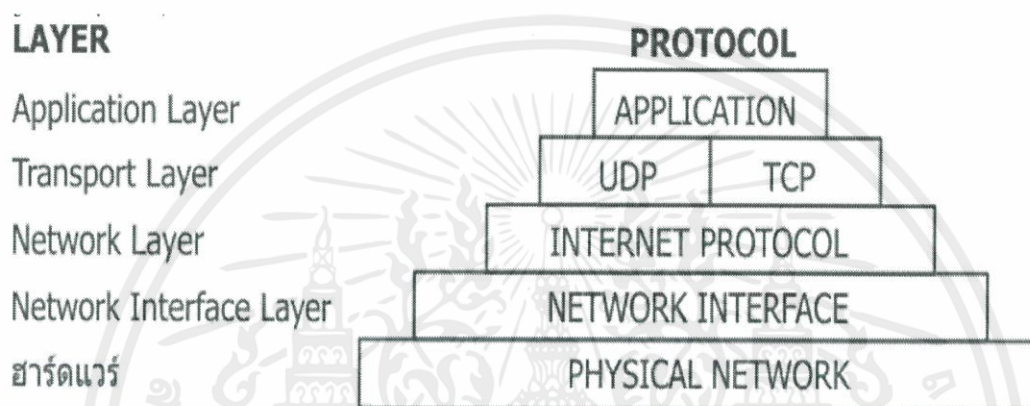 LAYER PROTOCOL
Application Layer APPLICATION
Transport Layer UDP TCP
Network Layer INTERNET PROTOCOL
Network Interface Layer NETWORK INTERFACE
ฮาร์ดแวร์ PHYSICAL NETWORK